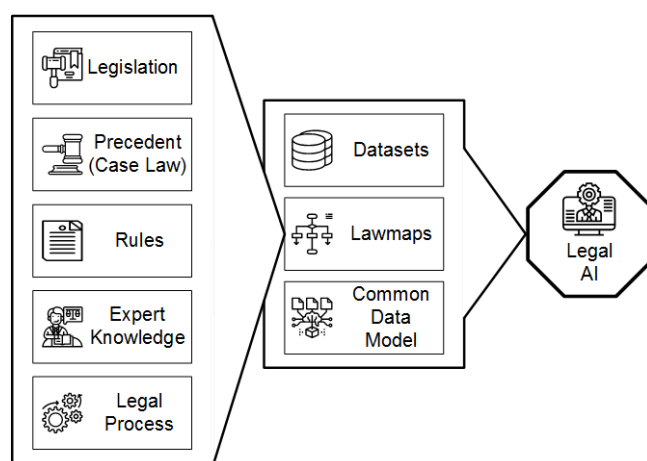 Legislation
Precedent
(Case Law)
Rules
Expert
Knowledge
Legal
Process
Datasets
Lawmaps
Common
Data
Model
Legal
AI